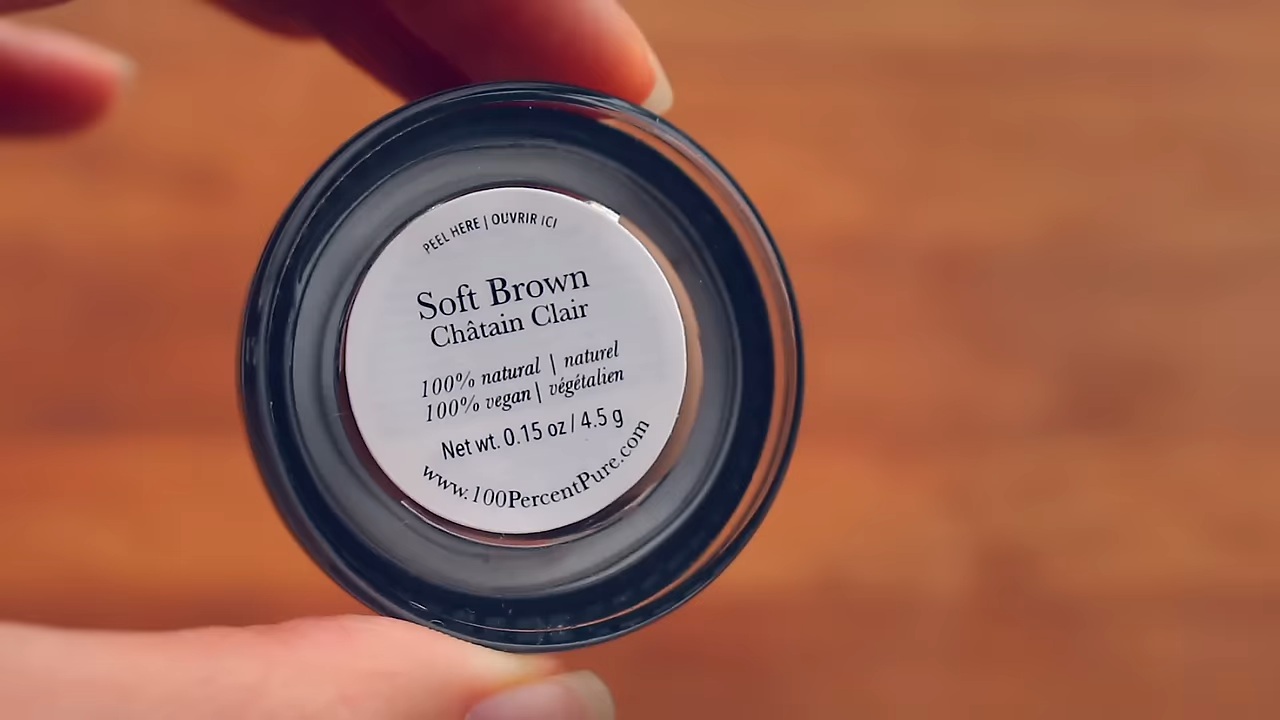 PEEL HERE | OUVRIR ICI
Soft Brown
Châtain Clair
100% natural | naturel
100% vegan | végétalien
Net wt. 0.15 oz / 4.5 g
www.100PercentPure.com